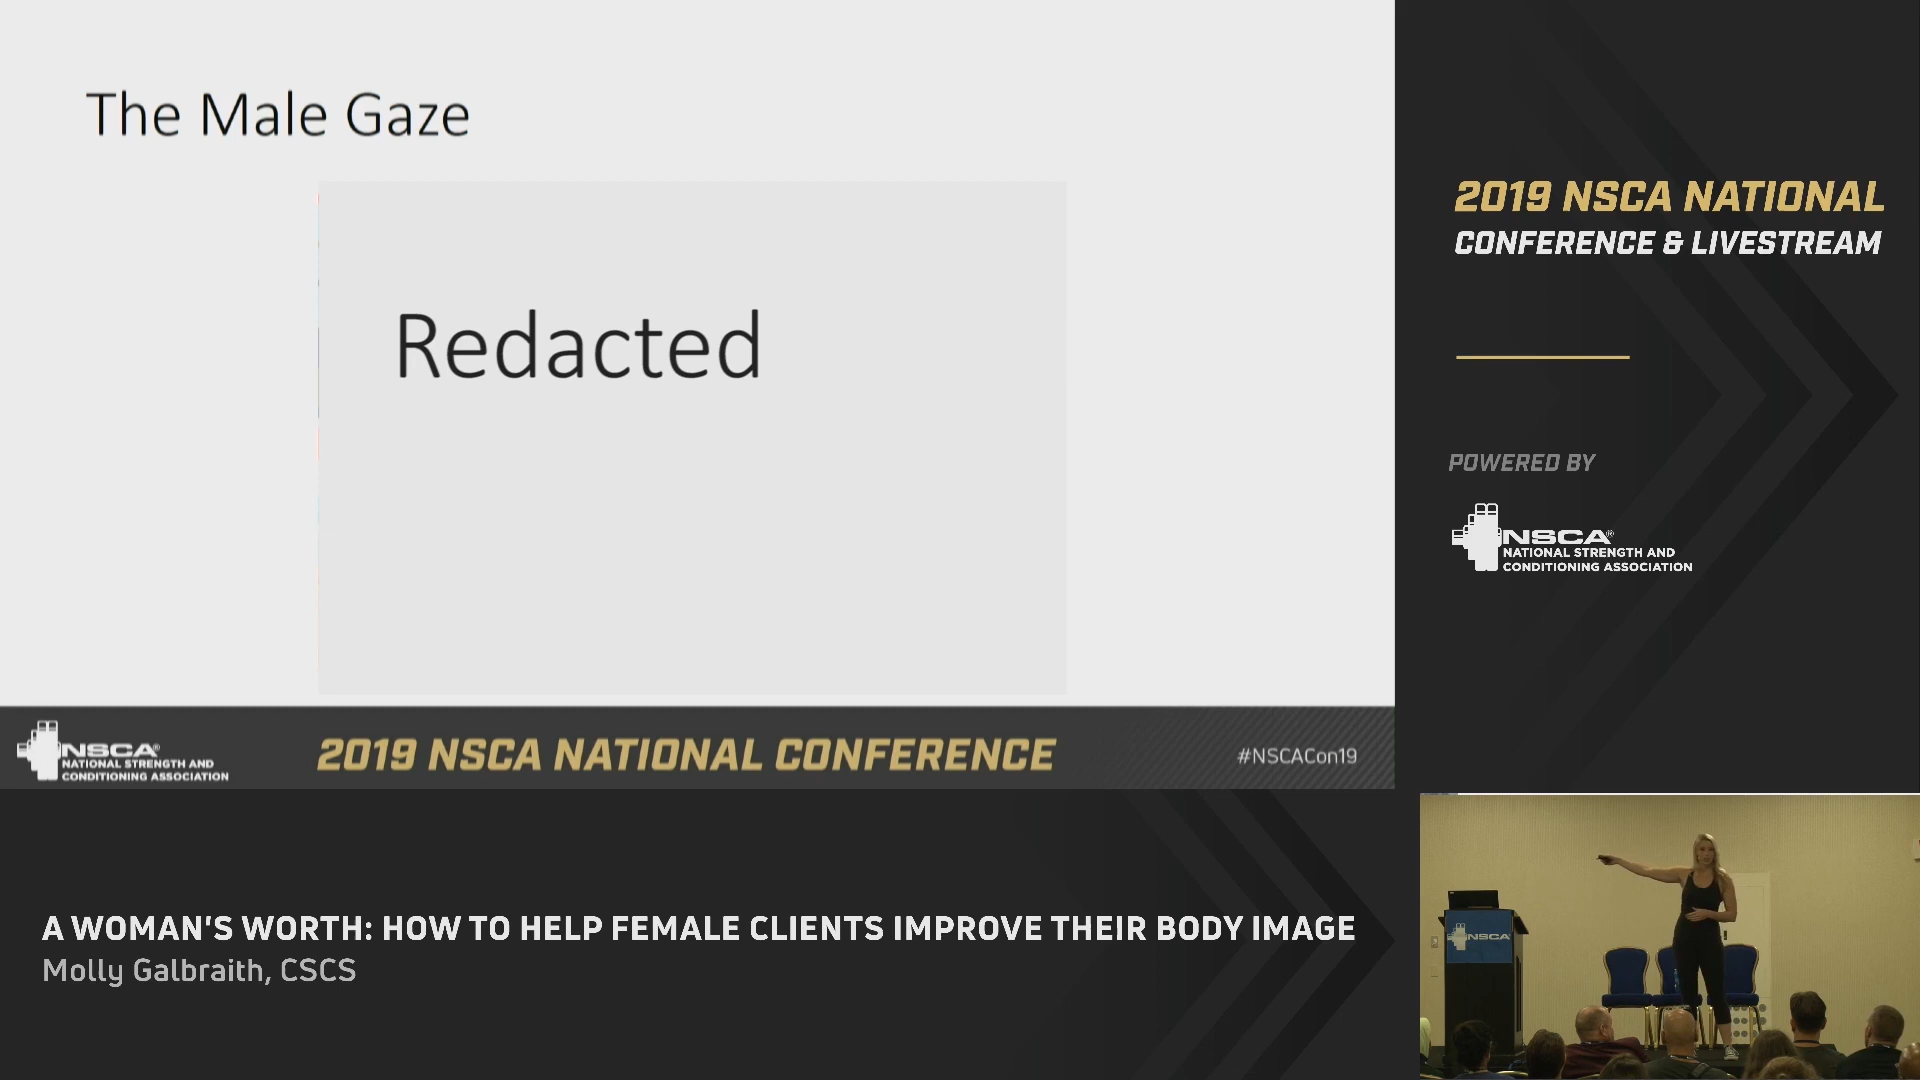 The Male Gaze
Redacted
NSCA®
NATIONAL STRENGTH AND
CONDITIONING ASSOCIATION
2019 NSCA NATIONAL CONFERENCE
#NSCACon19
2019 NSCA NATIONAL
CONFERENCE & LIVESTREAM
POWERED BY
NSCA®
NATIONAL STRENGTH AND
CONDITIONING ASSOCIATION
A WOMAN'S WORTH: HOW TO HELP FEMALE CLIENTS IMPROVE THEIR BODY IMAGE
Molly Galbraith, CSCS
NSCA